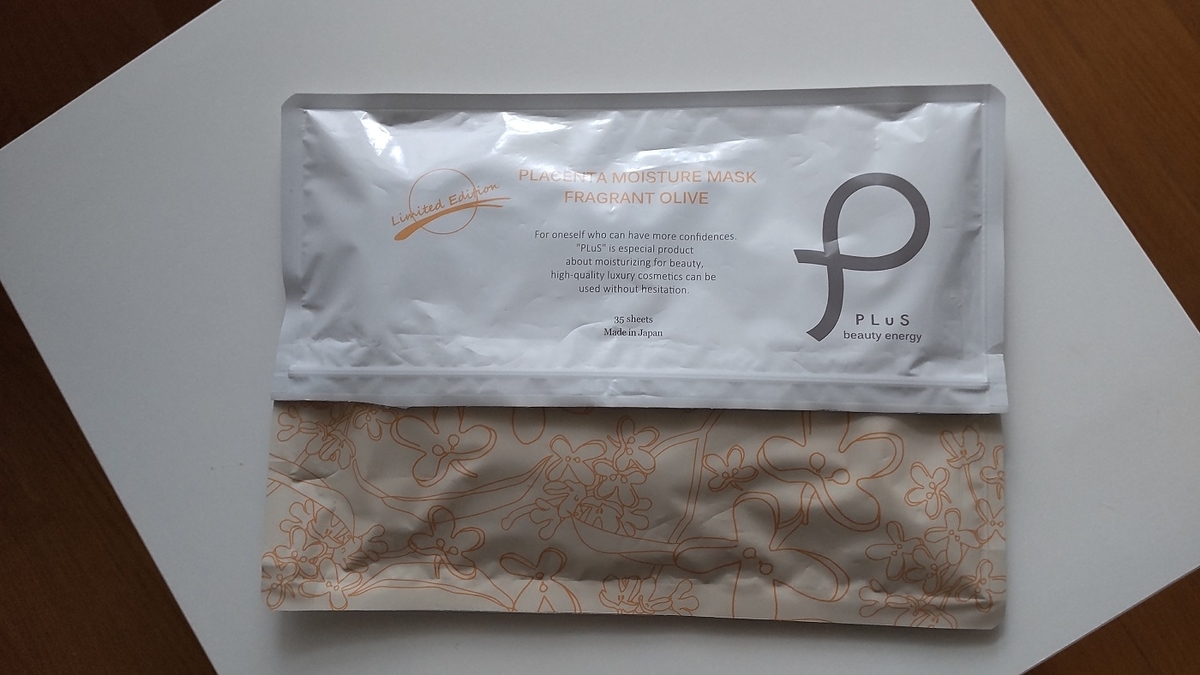 Limited Edition
PLACENTA MOISTURE MASK
FRAGRANT OLIVE
For oneself who can have more confidences.
"PLuS" is especial product
about moisturizing for beauty,
high-quality luxury cosmetics can be
used without hesitation.
35 sheets
Made in Japan
PLuS
beauty energy